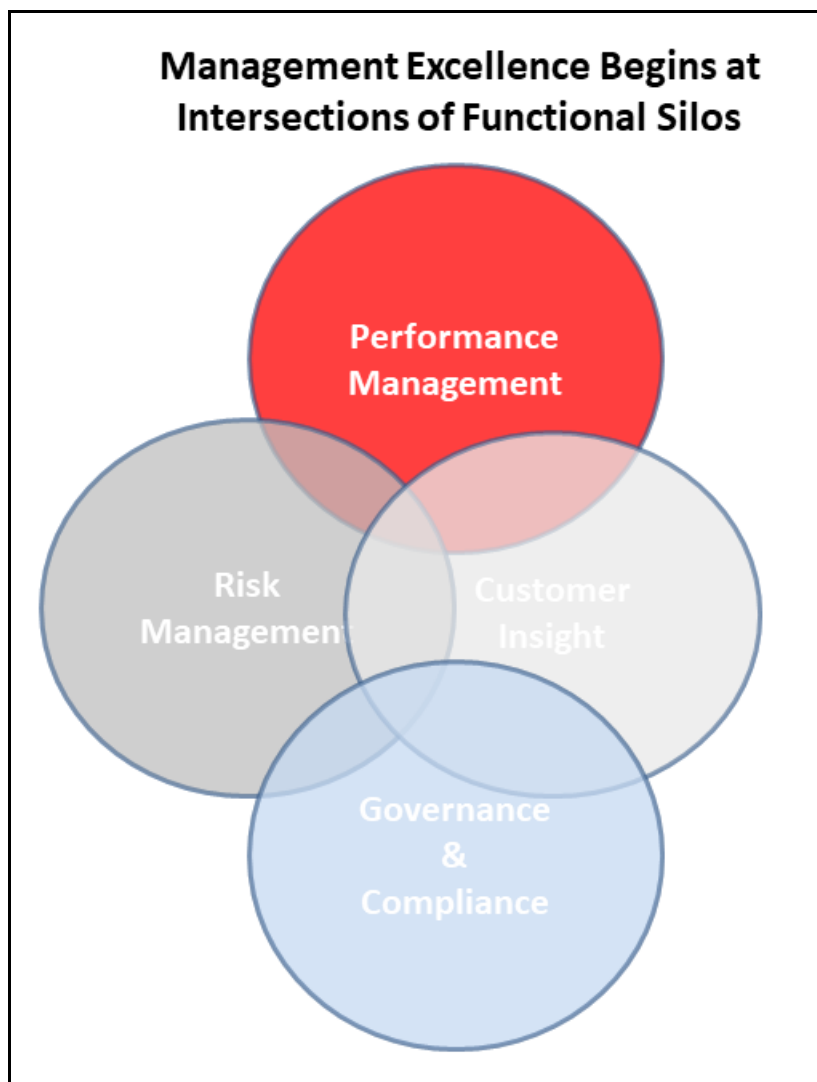 Management Excellence Begins at
Intersections of Functional Silos
Performance
Management
Risk
Management
Customer
Insight
Governance
&
Compliance